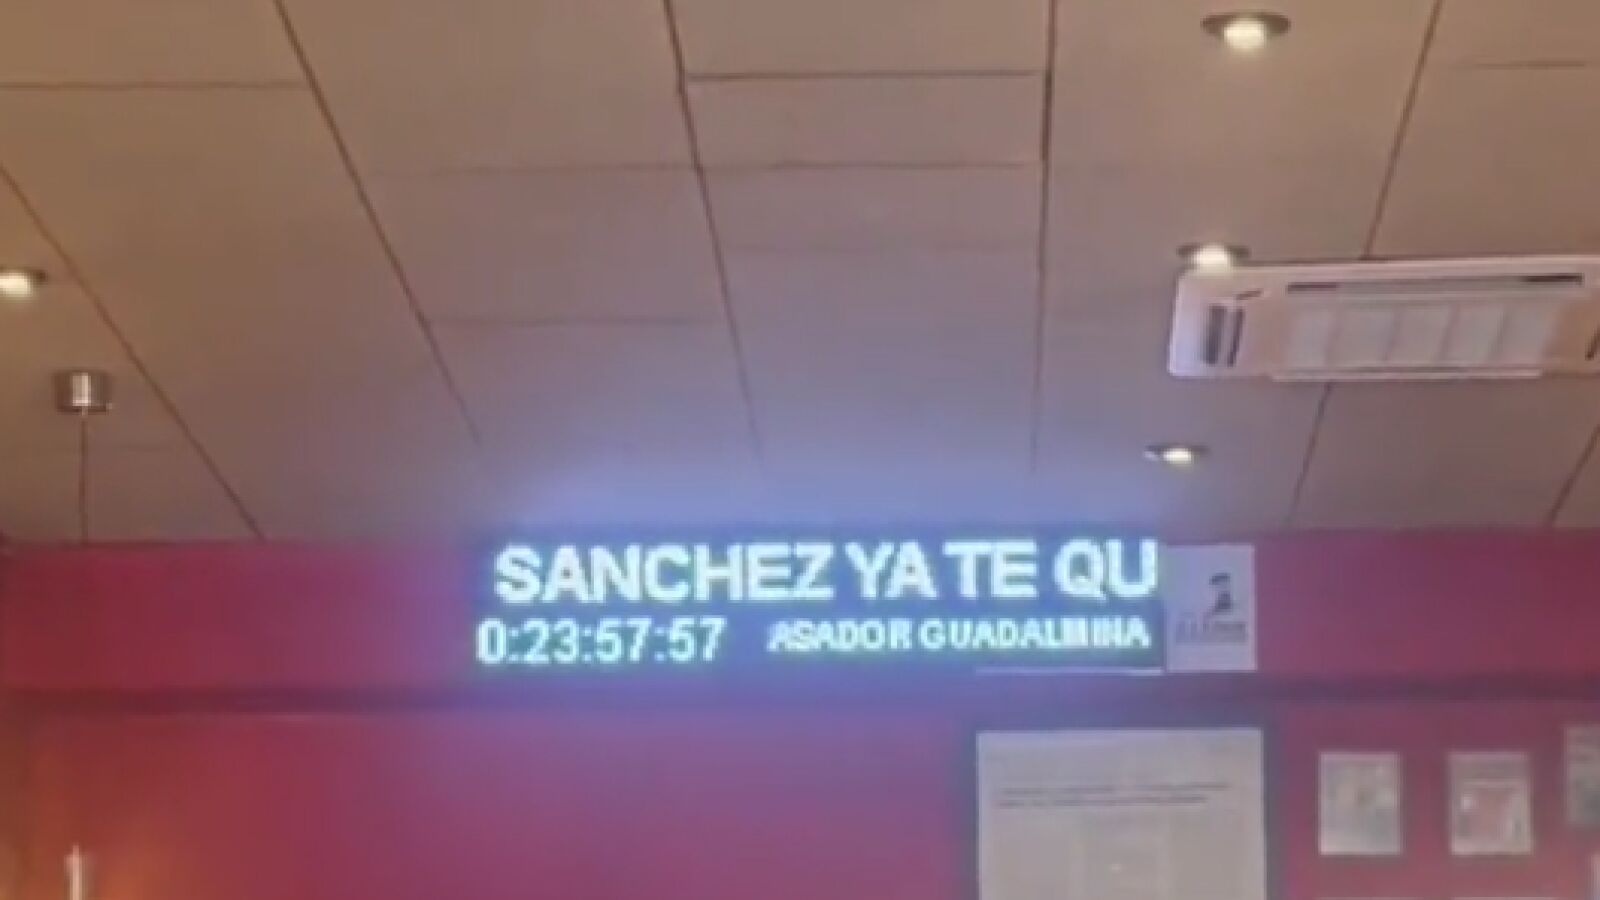 SANCHEZ YA TE QU
0:23:57:57 ASADOR GUADALMINA